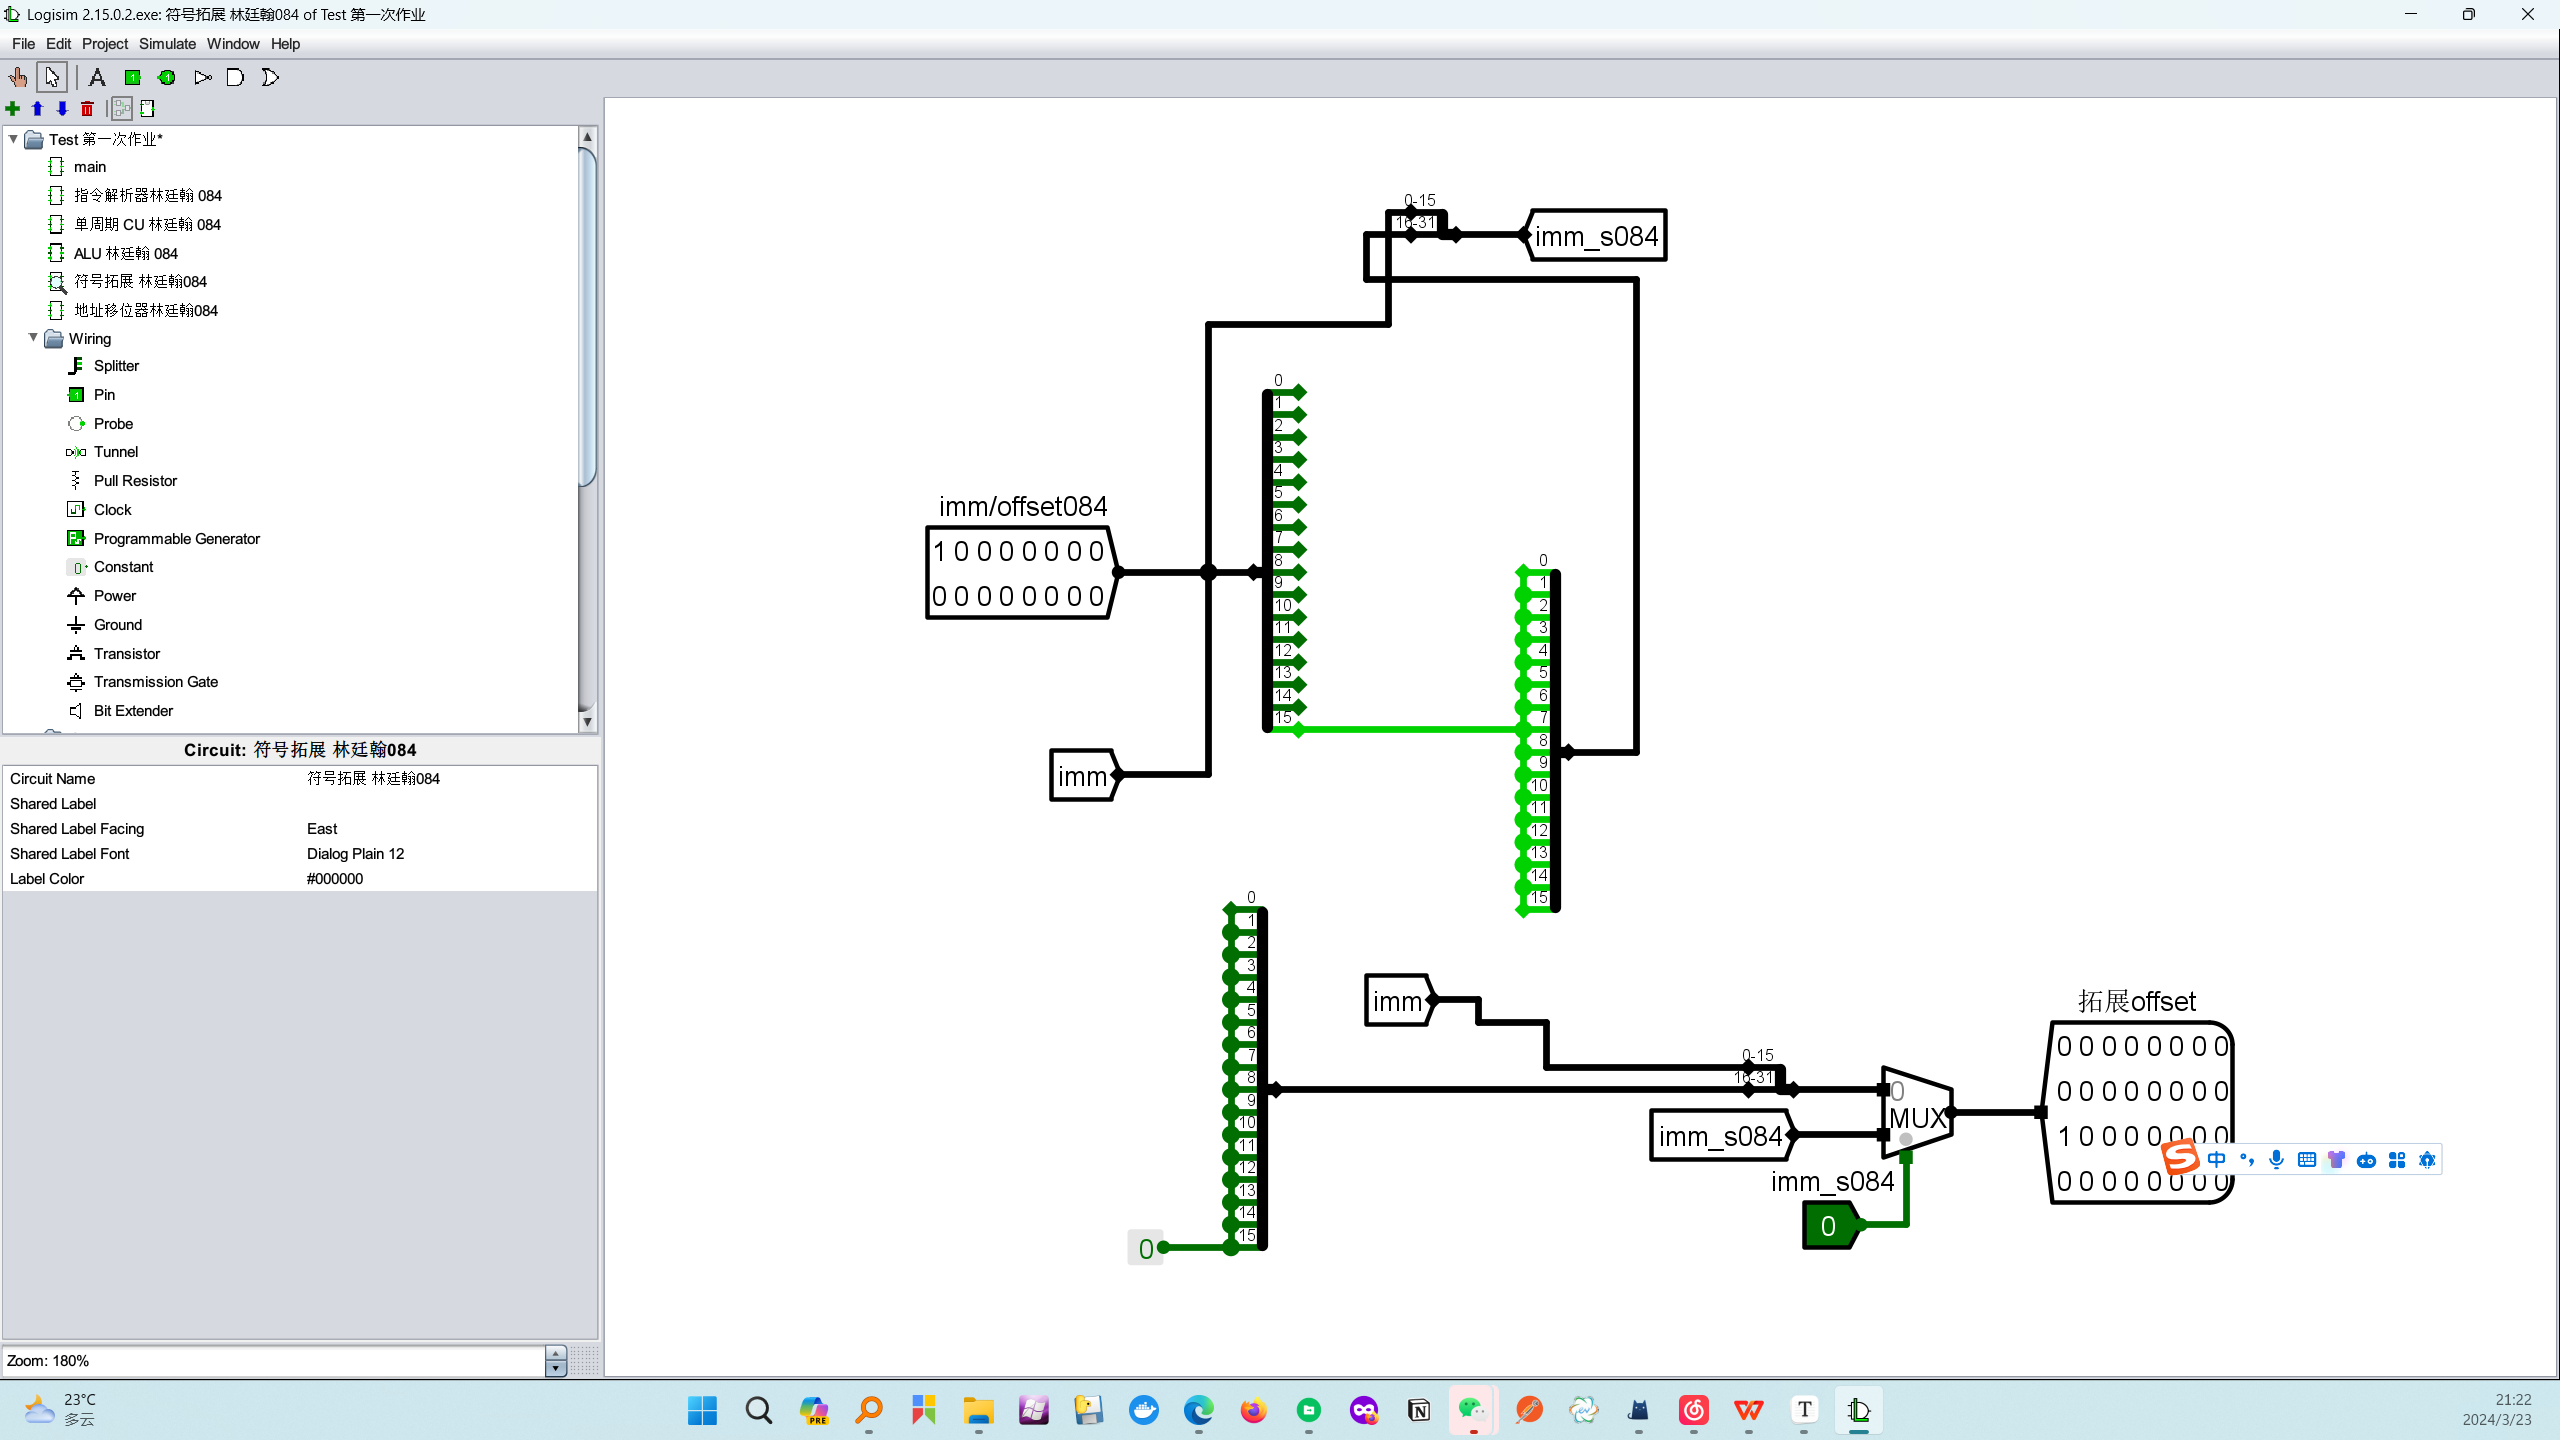 Logisim 2.15.0.2.exe: 符号拓展 林廷翰084 of Test 第一次作业
File Edit Project Simulate Window Help
Test 第一次作业*
main
指令解析器林廷翰 084
单周期 CU 林廷翰 084
ALU 林廷翰 084
符号拓展 林廷翰084
地址移位器林廷翰084
Wiring
Splitter
Pin
Probe
Tunnel
Pull Resistor
Clock
Programmable Generator
Constant
Power
Ground
Transistor
Transmission Gate
Bit Extender
Circuit: 符号拓展 林廷翰084
Circuit Name 符号拓展 林廷翰084
Shared Label
Shared Label Facing East
Shared Label Font Dialog Plain 12
Label Color #000000
Zoom: 180%
0-15
16-31
imm_s084
0
1
2
3
4
5
6
7
8
9
10
11
12
13
14
15
imm/offset084
1 0 0 0 0 0 0 0
0 0 0 0 0 0 0 0
imm
0
1
2
3
4
5
6
7
8
9
10
11
12
13
14
15
0
1
2
3
4
5
6
7
8
9
10
11
12
13
14
15
0
imm
0-15
16-31
imm_s084
0
MUX
imm_s084
0
拓展offset
0 0 0 0 0 0 0 0
0 0 0 0 0 0 0 0
1 0 0 0 0 0 0 0
0 0 0 0 0 0 0 0
中
23°C
多云
PRE
21:22
2024/3/23